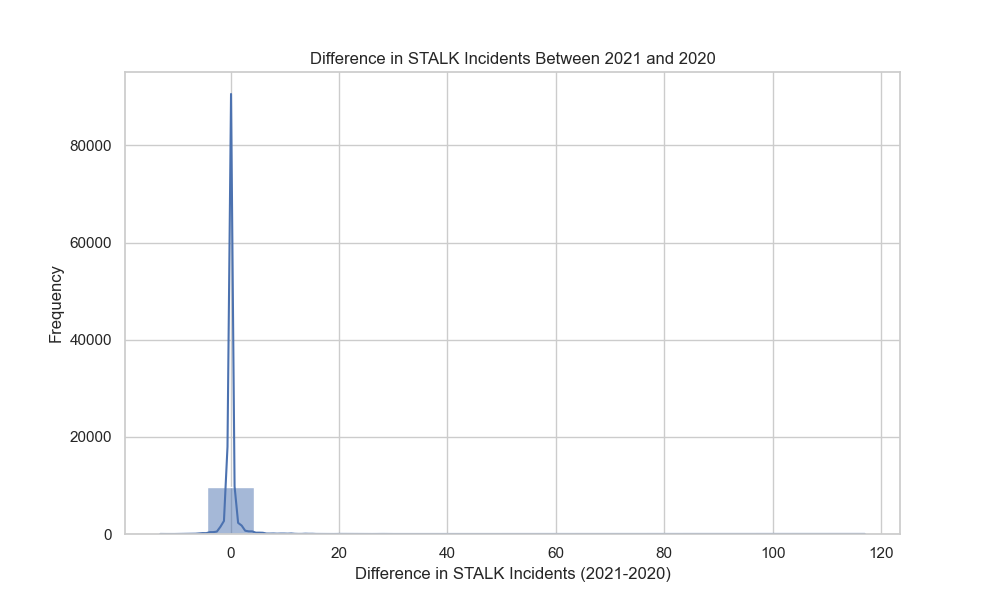 Difference in STALK Incidents Between 2021 and 2020
Frequency
80000
60000
40000
20000
0
0 20 40 60 80 100 120
Difference in STALK Incidents (2021-2020)